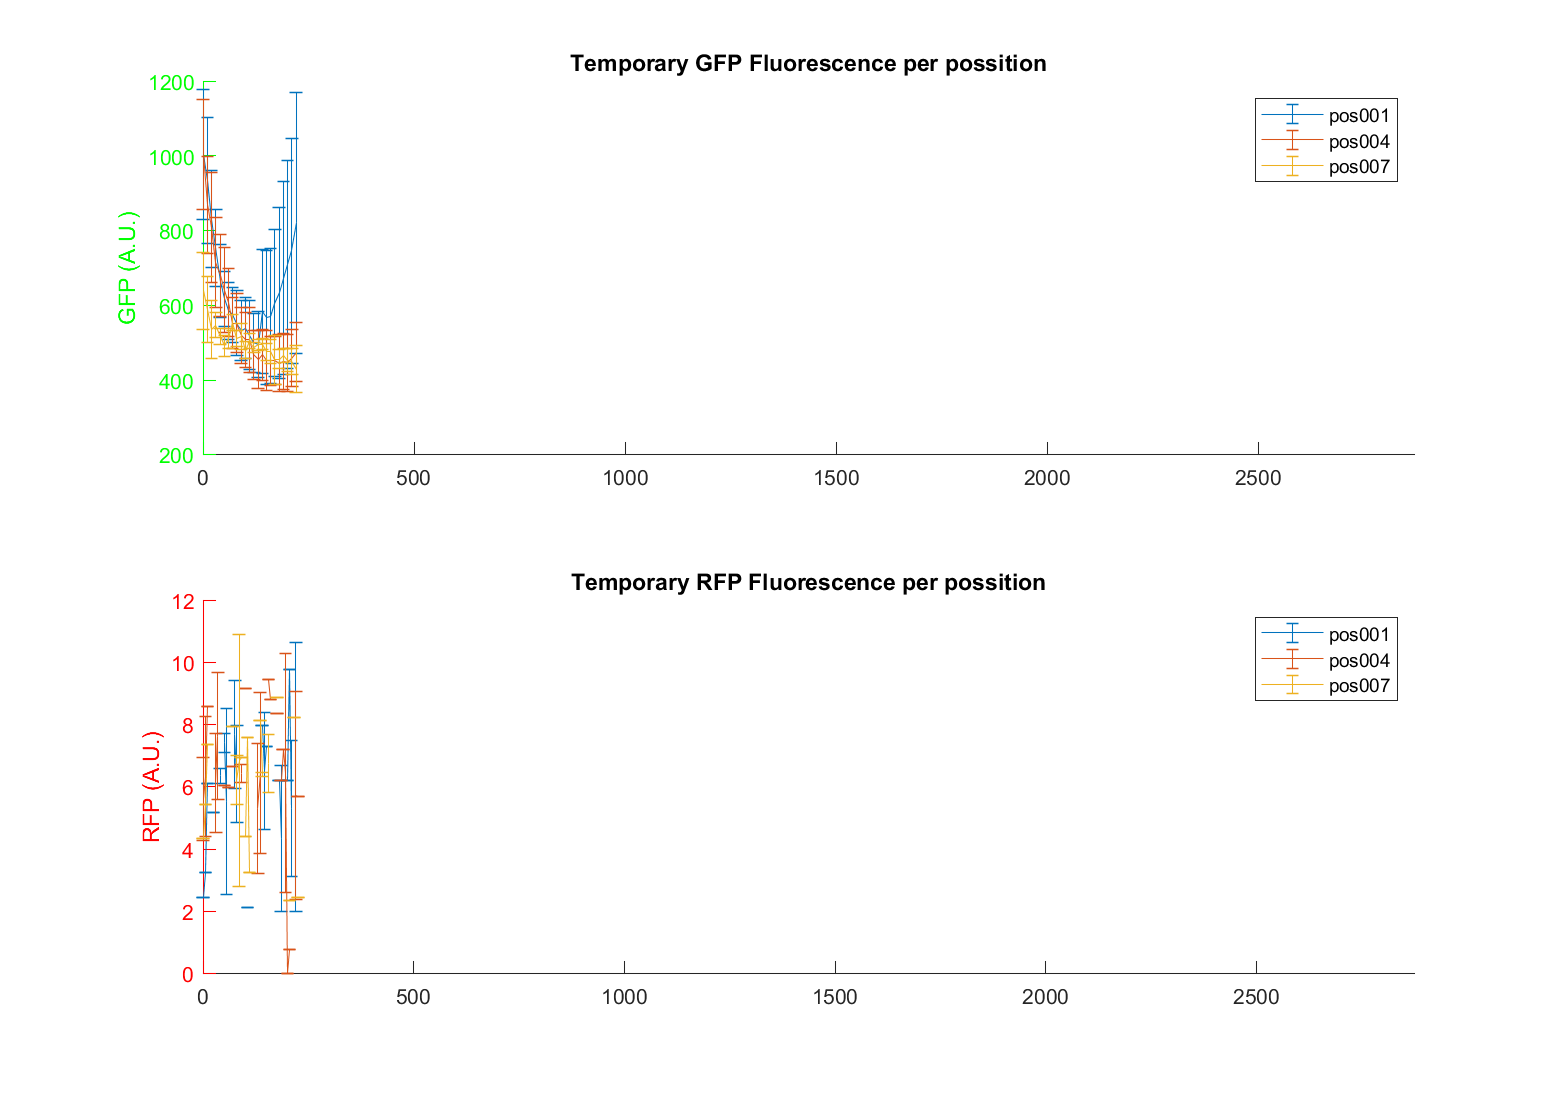 Temporary GFP Fluorescence per possition
1200
1000
800
600
400
200
GFP (A.U.)
0 500 1000 1500 2000 2500
pos001
pos004
pos007
Temporary RFP Fluorescence per possition
12
10
8
6
4
2
0
RFP (A.U.)
0 500 1000 1500 2000 2500
pos001
pos004
pos007